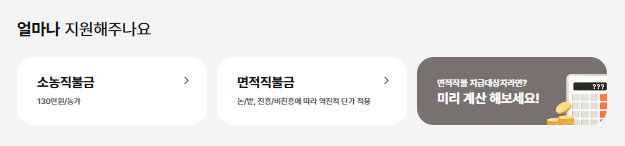 얼마나 지원해주나요
소농직불금
130만원/농가
면적직불금
논/밭, 진흥/비진흥에 따라 역진적 단가 적용
면적직불 지급대상자라면?
미리 계산 해보세요!
???